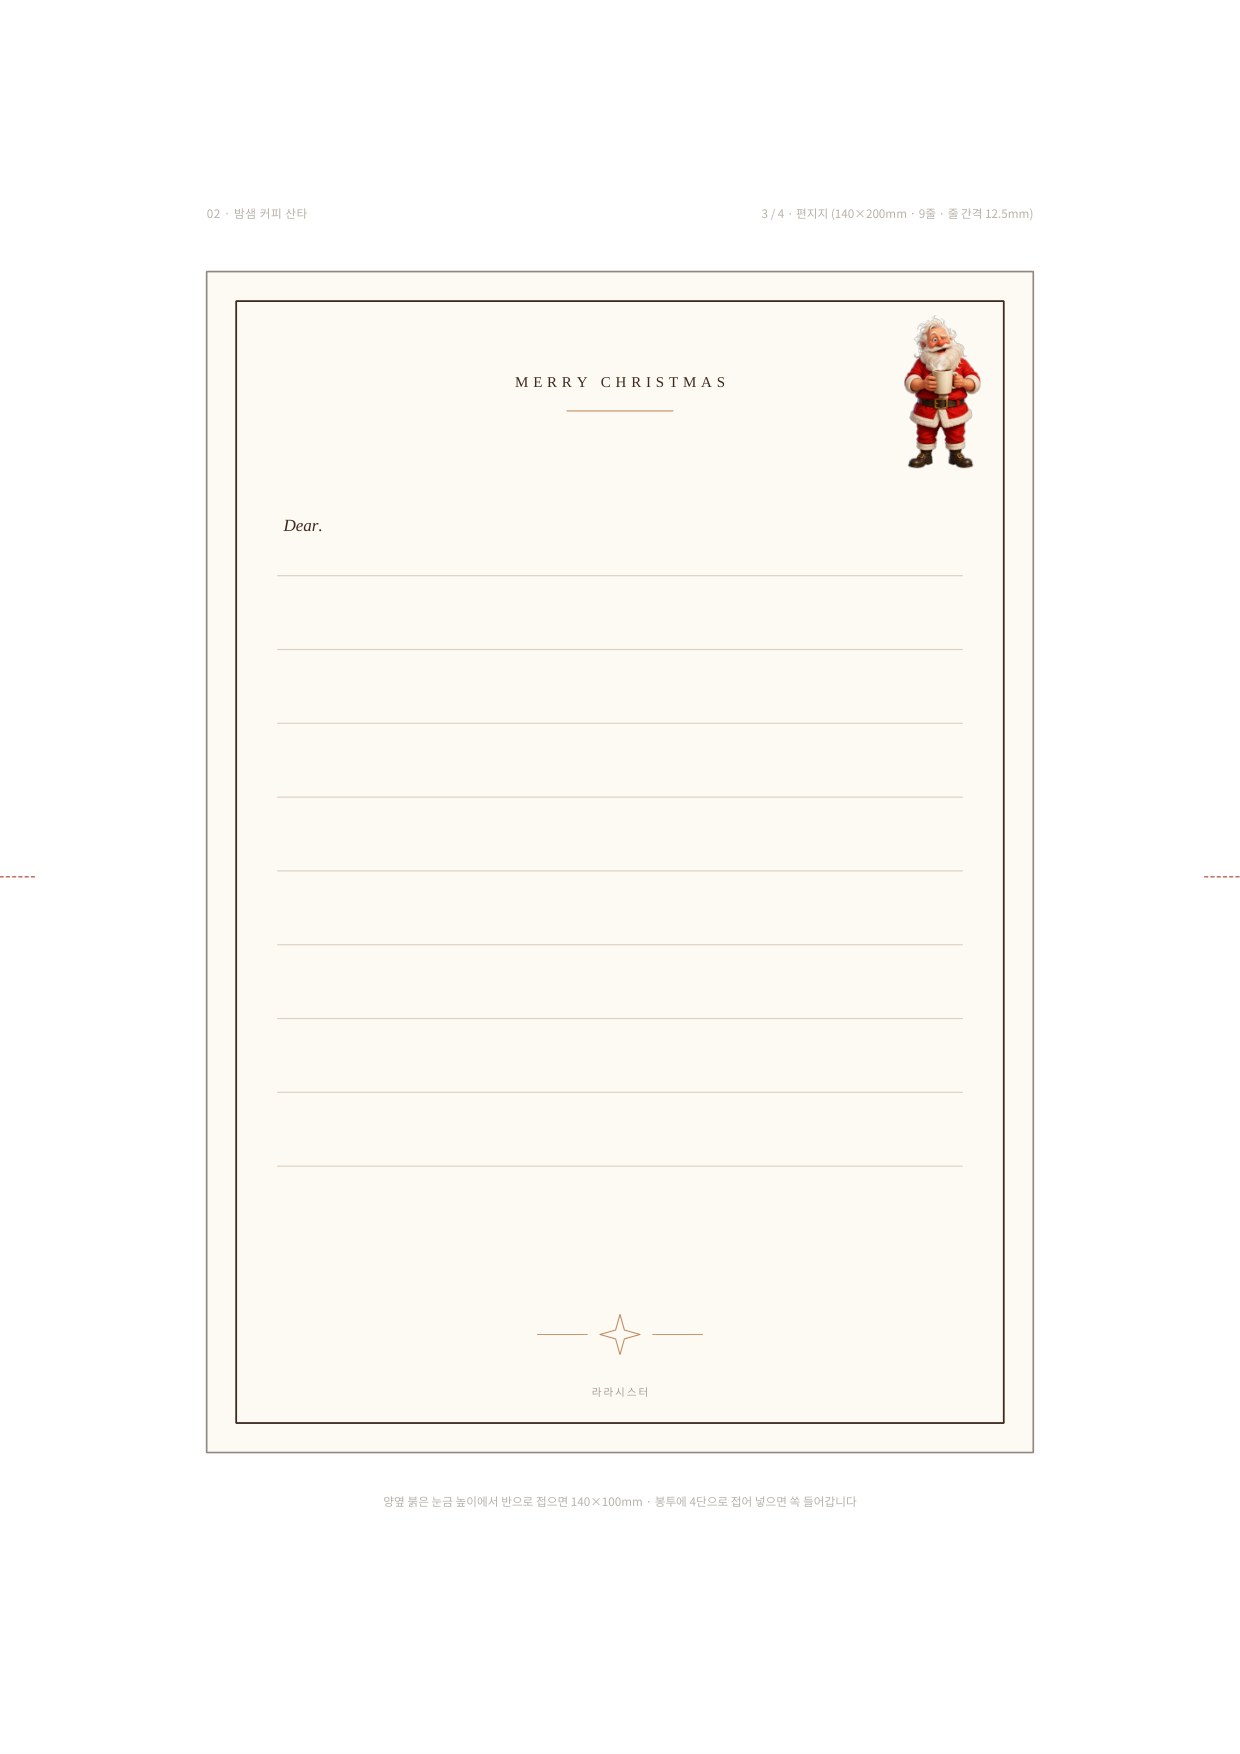 02 · 밤샘 커피 산타
3 / 4 · 편지지 (140×200mm · 9줄 · 줄 간격 12.5mm)
MERRY CHRISTMAS
Dear.
라라시스터
양옆 붉은 눈금 높이에서 반으로 접으면 140×100mm · 봉투에 4단으로 접어 넣으면 쏙 들어갑니다